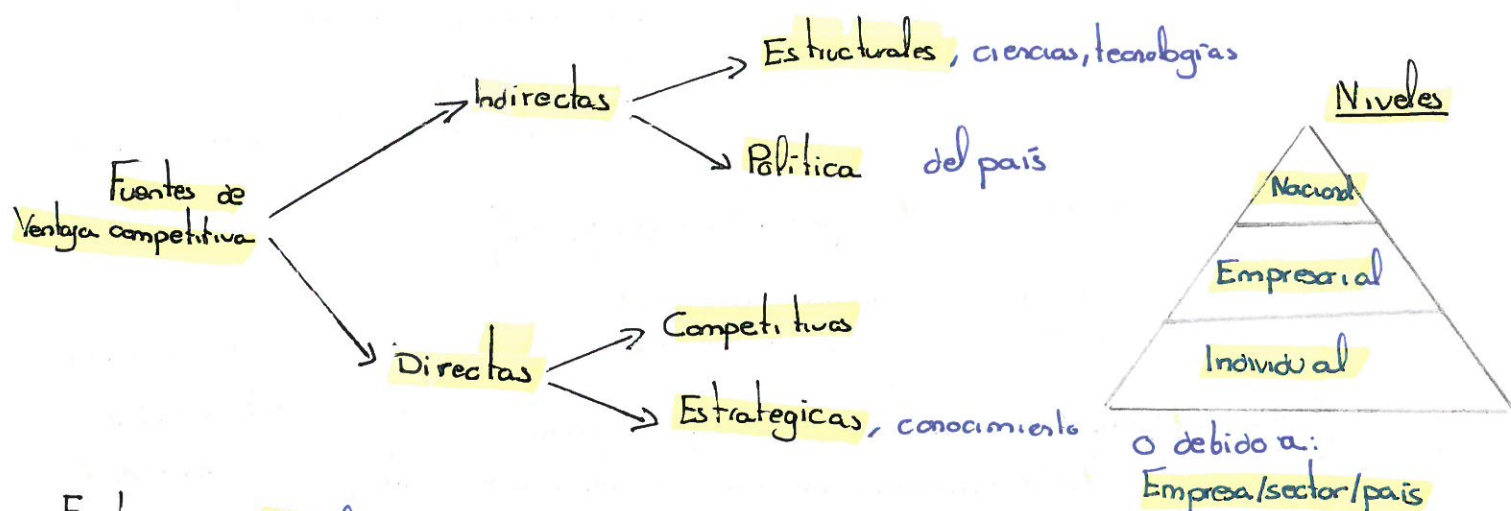 Estructurales, ciencias, tecnologías
Indirectas
Política del país
Fuentes de
Ventaja competitiva
Directas
Competitivas
Estrategicas, conocimiento
Niveles
Nacional
Empresarial
Individual
o debido a:
Empresa/sector/país